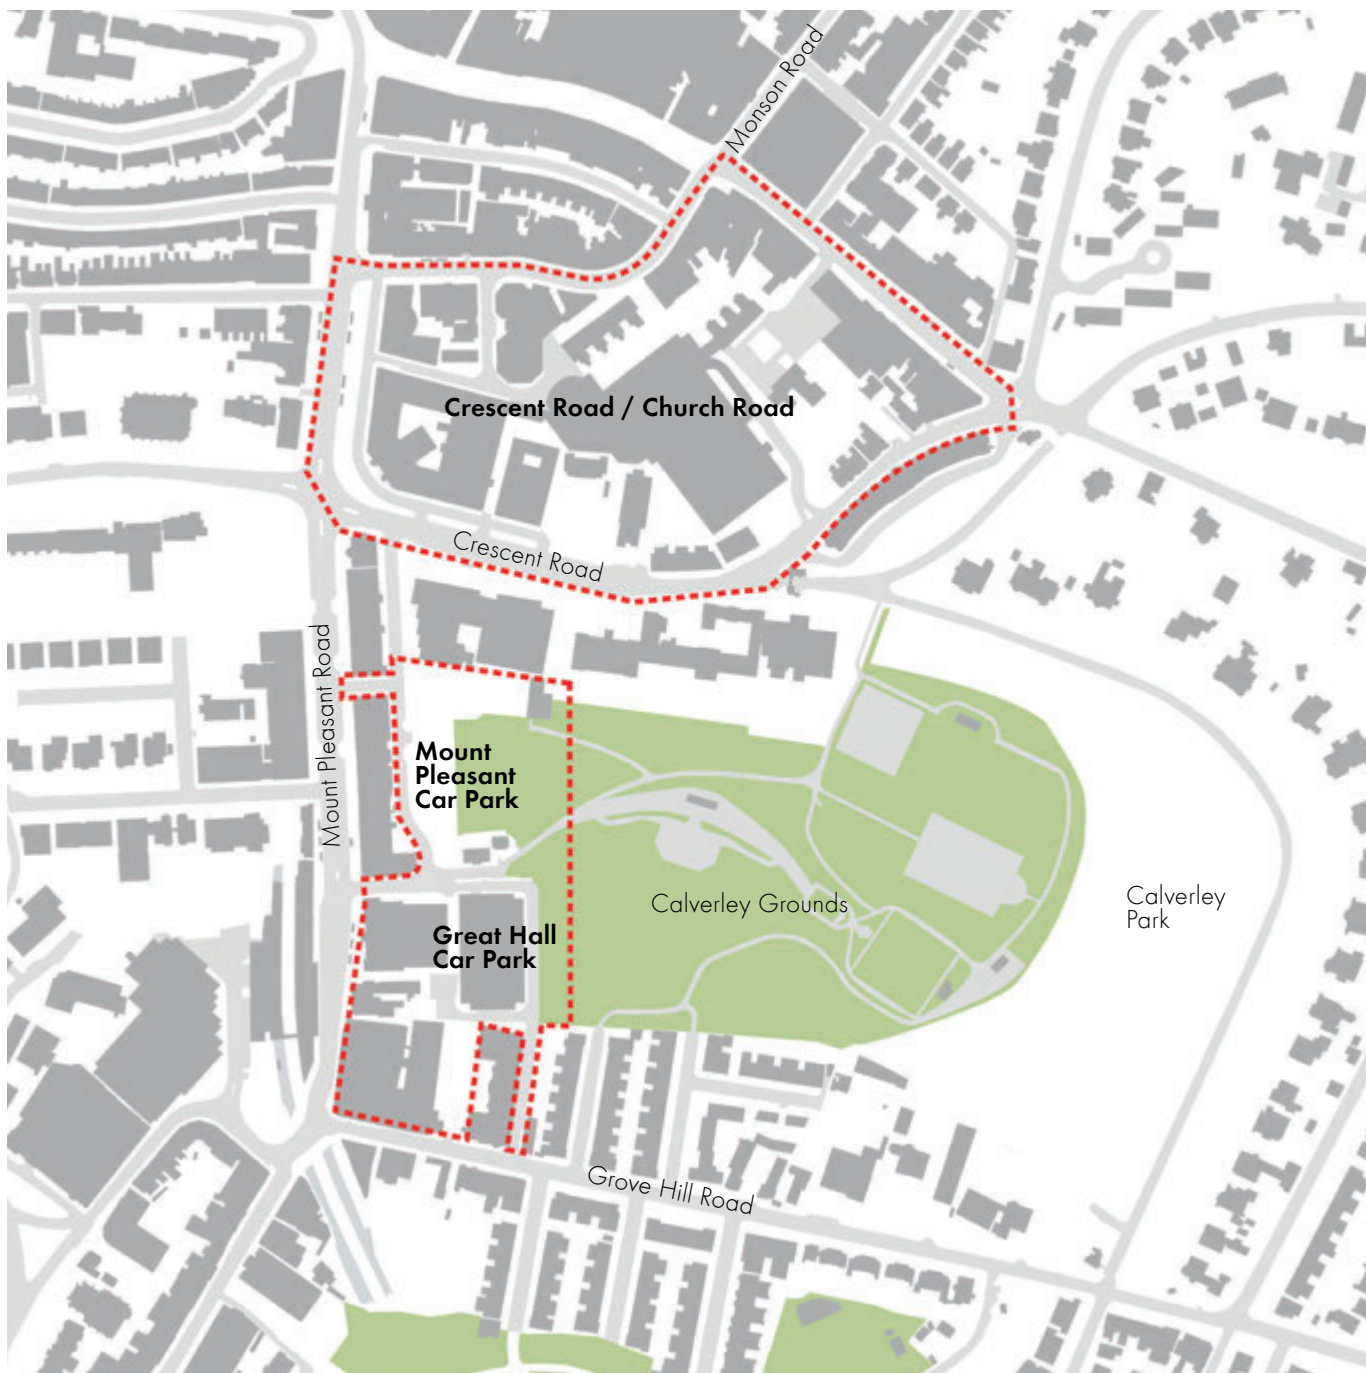 Monson Road
Crescent Road / Church Road
Crescent Road
Mount Pleasant Road
Mount
Pleasant
Car Park
Calverley Grounds
Calverley
Park
Great Hall
Car Park
Grove Hill Road